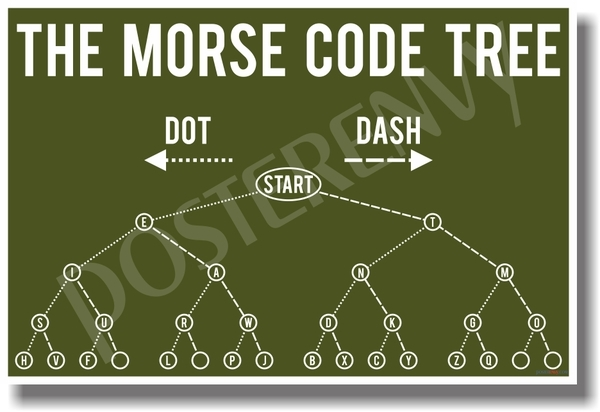 THE MORSE CODE TREE
DOT DASH
START
E T
I A N M
S U R W D K G O
H V F L P J B X C Y Z Q
POSTERENVY